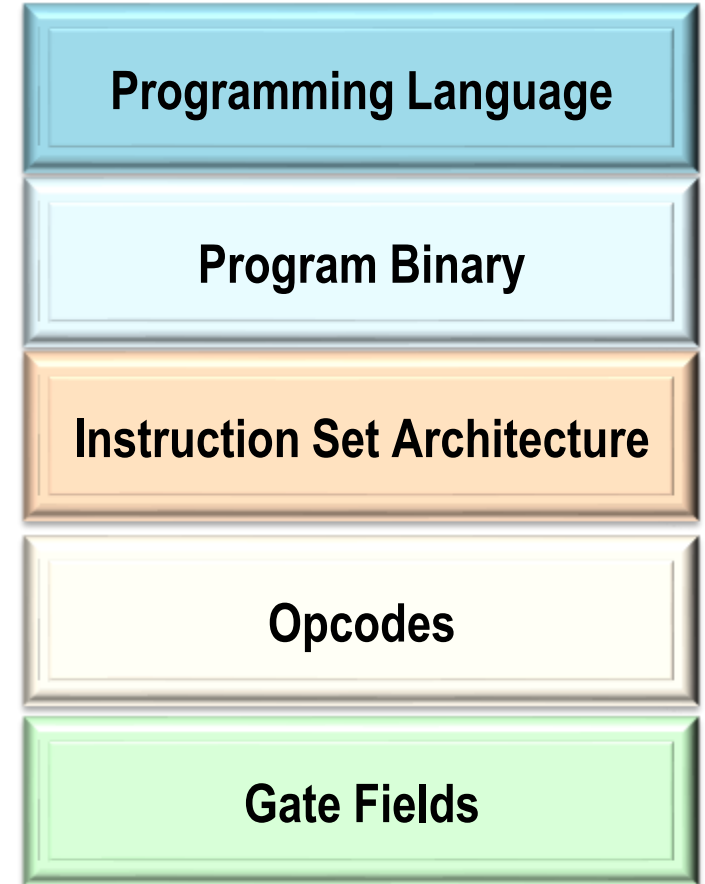 Programming Language
Program Binary
Instruction Set Architecture
Opcodes
Gate Fields